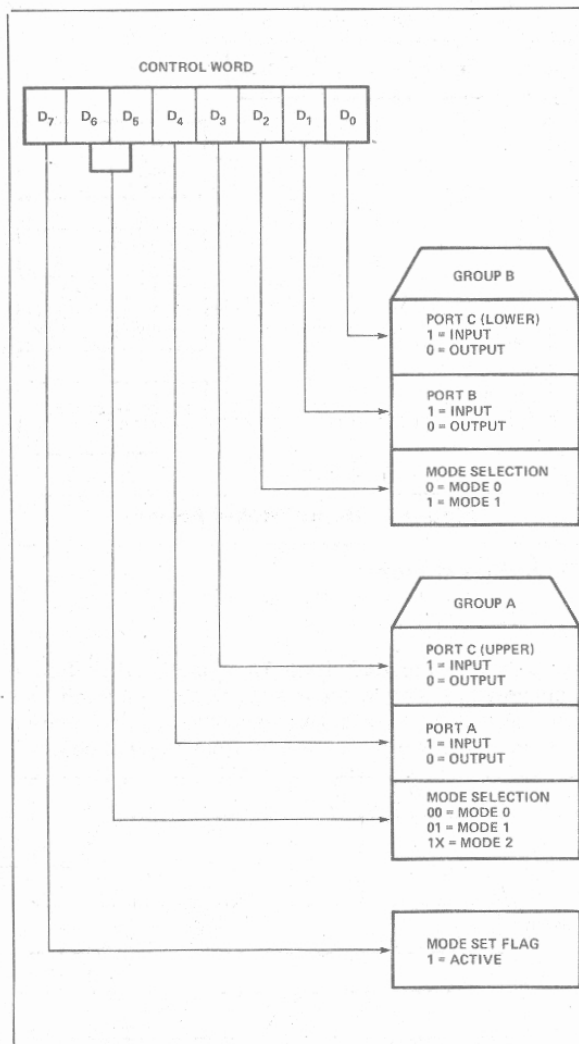 CONTROL WORD
D7 D6 D5 D4 D3 D2 D1 D0
GROUP B
PORT C (LOWER)
1 = INPUT
0 = OUTPUT
PORT B
1 = INPUT
0 = OUTPUT
MODE SELECTION
0 = MODE 0
1 = MODE 1
GROUP A
PORT C (UPPER)
1 = INPUT
0 = OUTPUT
PORT A
1 = INPUT
0 = OUTPUT
MODE SELECTION
00 = MODE 0
01 = MODE 1
1X = MODE 2
MODE SET FLAG
1 = ACTIVE